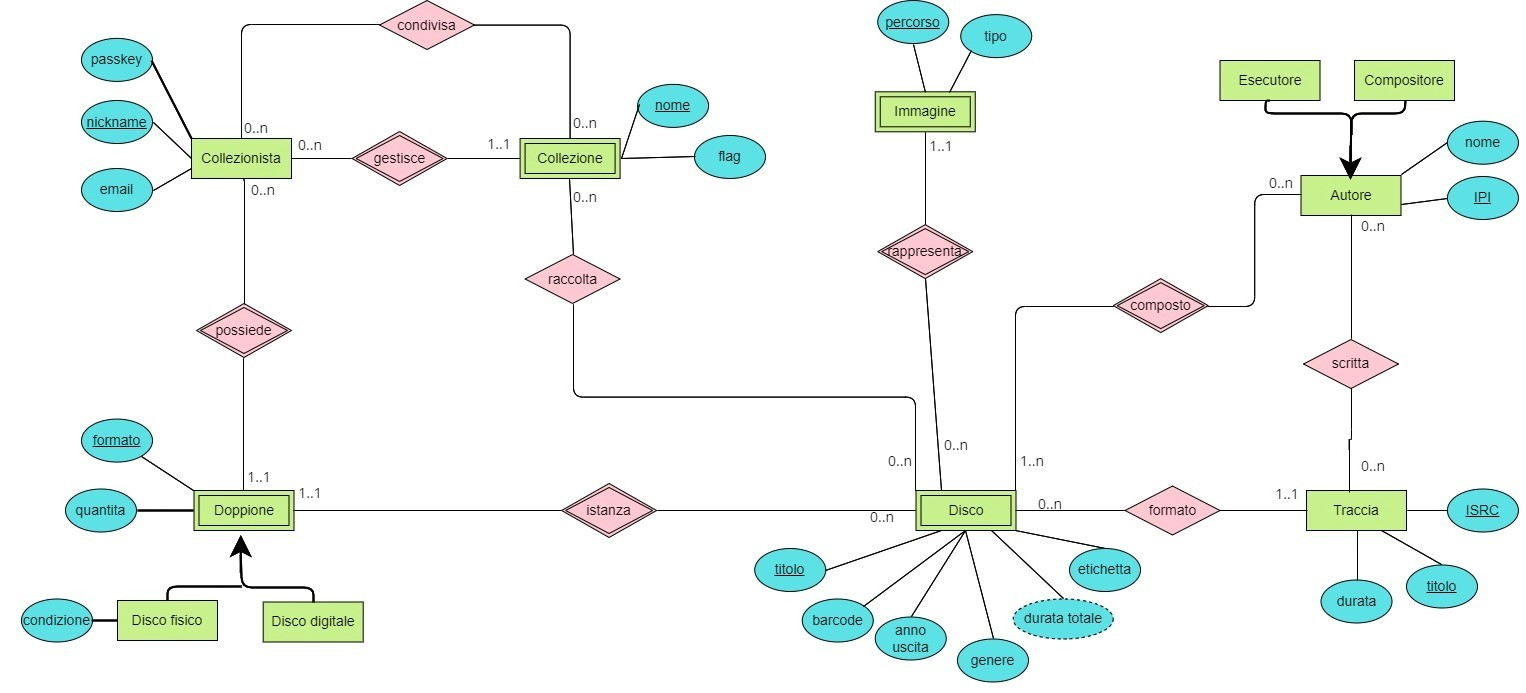 condivisa
percorso
tipo
passkey
Esecutore
Compositore
nome
Immagine
nickname
0..n
0..n
nome
Collezionista
0..n
gestisce
1..1
Collezione
flag
1..1
email
0..n
0..n
0..n
Autore
IPI
0..n
rappresenta
raccolta
composto
possiede
scritta
formato
0..n
0..n
1..n
0..n
1..1
1..1
quantita
Doppione
istanza
0..n
Disco
0..n
formato
1..1
Traccia
ISRC
titolo
etichetta
titolo
durata
condizione
Disco fisico
Disco digitale
barcode
anno
uscita
durata totale
genere